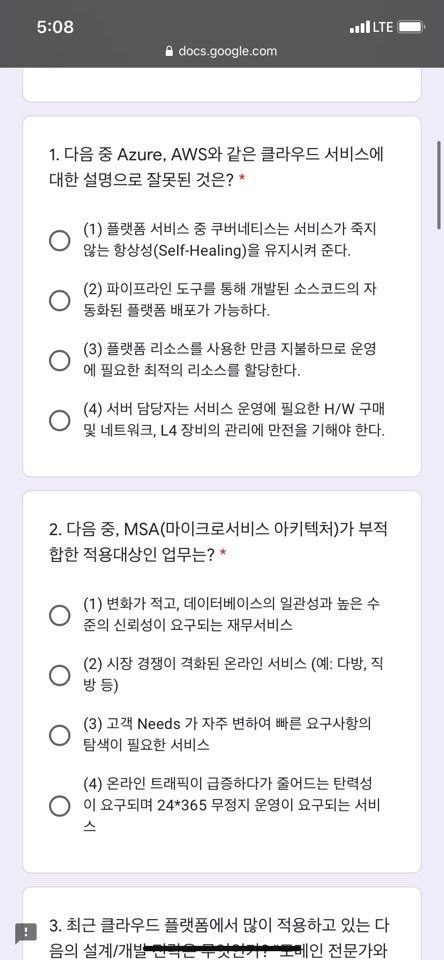 5:08
LTE
docs.google.com
1. 다음 중 Azure, AWS와 같은 클라우드 서비스에
대한 설명으로 잘못된 것은? *
(1) 플랫폼 서비스 중 쿠버네티스는 서비스가 죽지
않는 항상성(Self-Healing)을 유지시켜 준다.
(2) 파이프라인 도구를 통해 개발된 소스코드의 자
동화된 플랫폼 배포가 가능하다.
(3) 플랫폼 리소스를 사용한 만큼 지불하므로 운영
에 필요한 최적의 리소스를 할당한다.
(4) 서버 담당자는 서비스 운영에 필요한 H/W 구매
및 네트워크, L4 장비의 관리에 만전을 기해야 한다.
2. 다음 중, MSA(마이크로서비스 아키텍처)가 부적
합한 적용대상인 업무는? *
(1) 변화가 적고, 데이터베이스의 일관성과 높은 수
준의 신뢰성이 요구되는 재무서비스
(2) 시장 경쟁이 격화된 온라인 서비스 (예: 다방, 직
방 등)
(3) 고객 Needs 가 자주 변하여 빠른 요구사항의
탐색이 필요한 서비스
(4) 온라인 트래픽이 급증하다가 줄어드는 탄력성
이 요구되며 24*365 무정지 운영이 요구되는 서비
스
3. 최근 클라우드 플랫폼에서 많이 적용하고 있는 다
음의 설계/개발 전략은 무엇인가? "도메인 전문가와